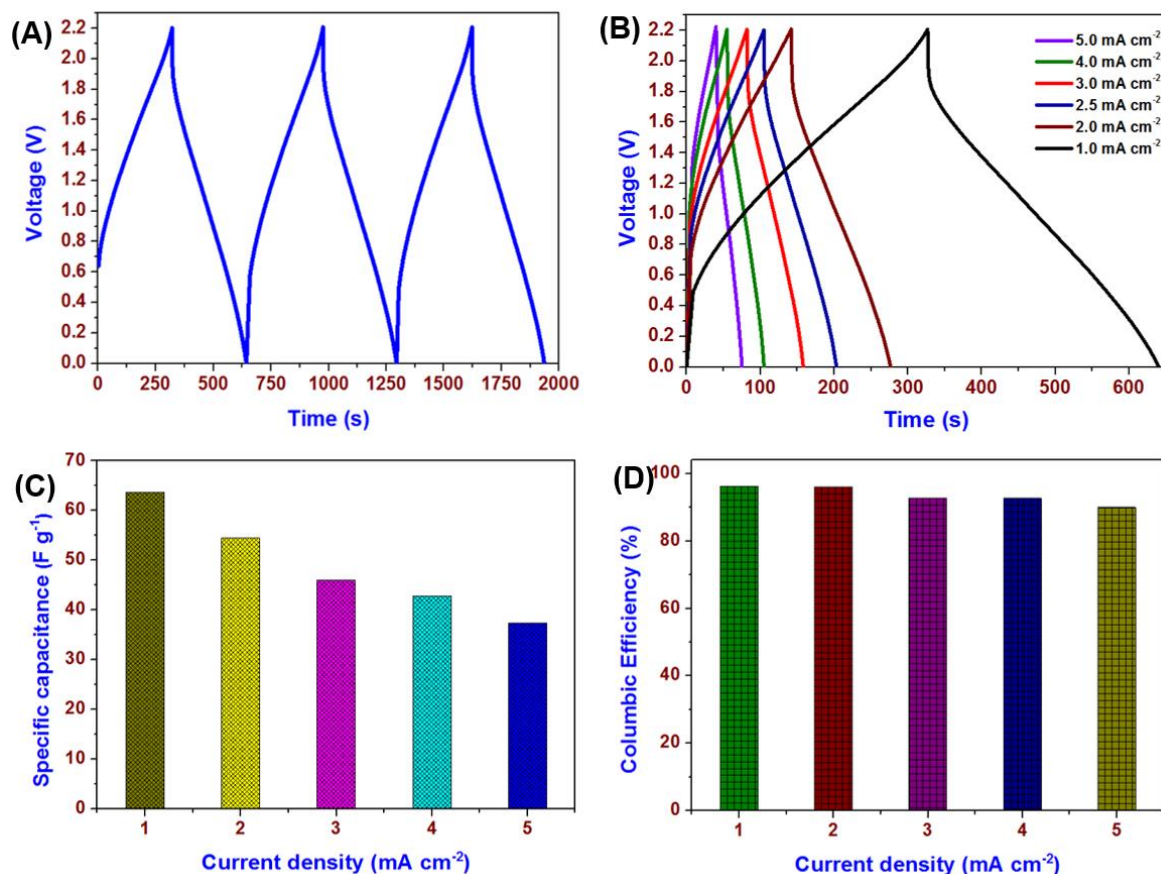 (A)
Voltage (V)
2.2
2.0
1.8
1.6
1.4
1.2
1.0
0.8
0.6
0.4
0.2
0.0
0 250 500 750 1000 1250 1500 1750 2000
Time (s)
(B)
Voltage (V)
2.2
2.0
1.8
1.6
1.4
1.2
1.0
0.8
0.6
0.4
0.2
0.0
5.0 mA cm⁻²
4.0 mA cm⁻²
3.0 mA cm⁻²
2.5 mA cm⁻²
2.0 mA cm⁻²
1.0 mA cm⁻²
0 100 200 300 400 500 600
Time (s)
(C)
Specific capacitance (F g⁻¹)
70
60
50
40
30
20
10
0
1 2 3 4 5
Current density (mA cm⁻²)
(D)
Columbic Efficiency (%)
100
80
60
40
20
0
1 2 3 4 5
Current density (mA cm⁻²)